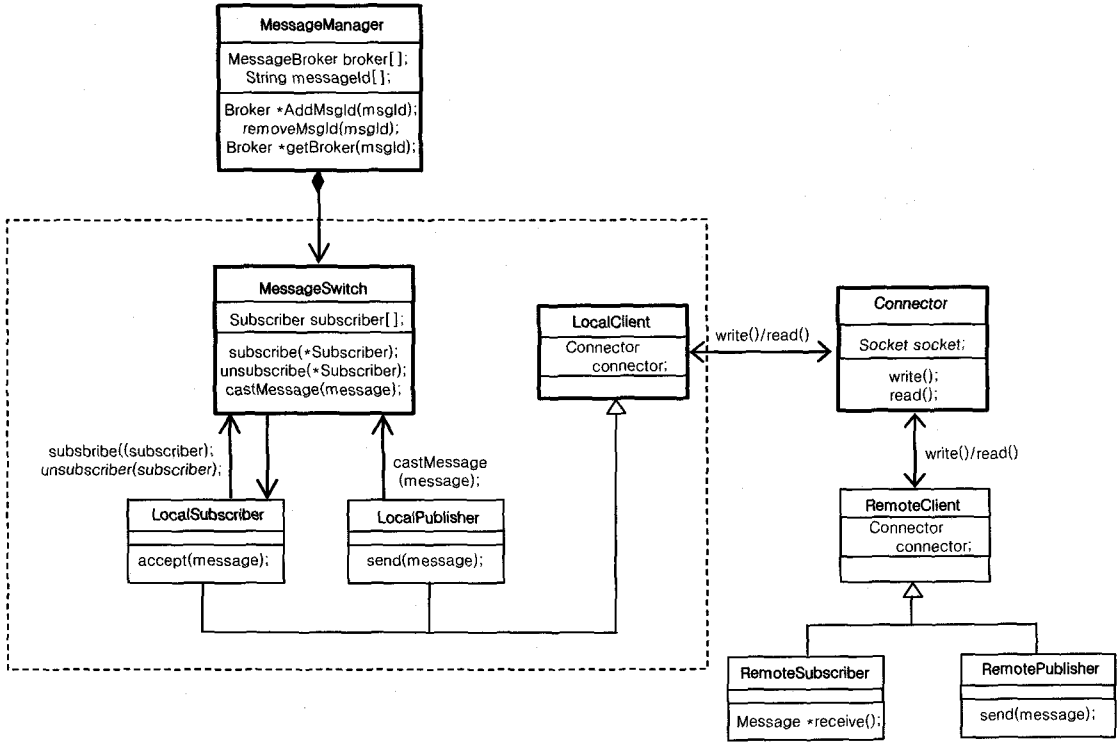 MessageManager
MessageBroker broker[];
String messageId[];
Broker *AddMsgId(msgId);
removeMsgId(msgId);
Broker *getBroker(msgId);
MessageSwitch
Subscriber subscriber[];
subscribe(*Subscriber);
unsubscribe(*Subscriber);
castMessage(message);
LocalClient
Connector
connector;
write()/read()
Connector
Socket socket;
write();
read();
subsbribe((subscriber);
unsubscriber(subscriber);
castMessage
(message);
write()/read()
LocalSubscriber
accept(message);
LocalPublisher
send(message);
RemoteClient
Connector
connector;
RemoteSubscriber
Message *receive();
RemotePublisher
send(message);